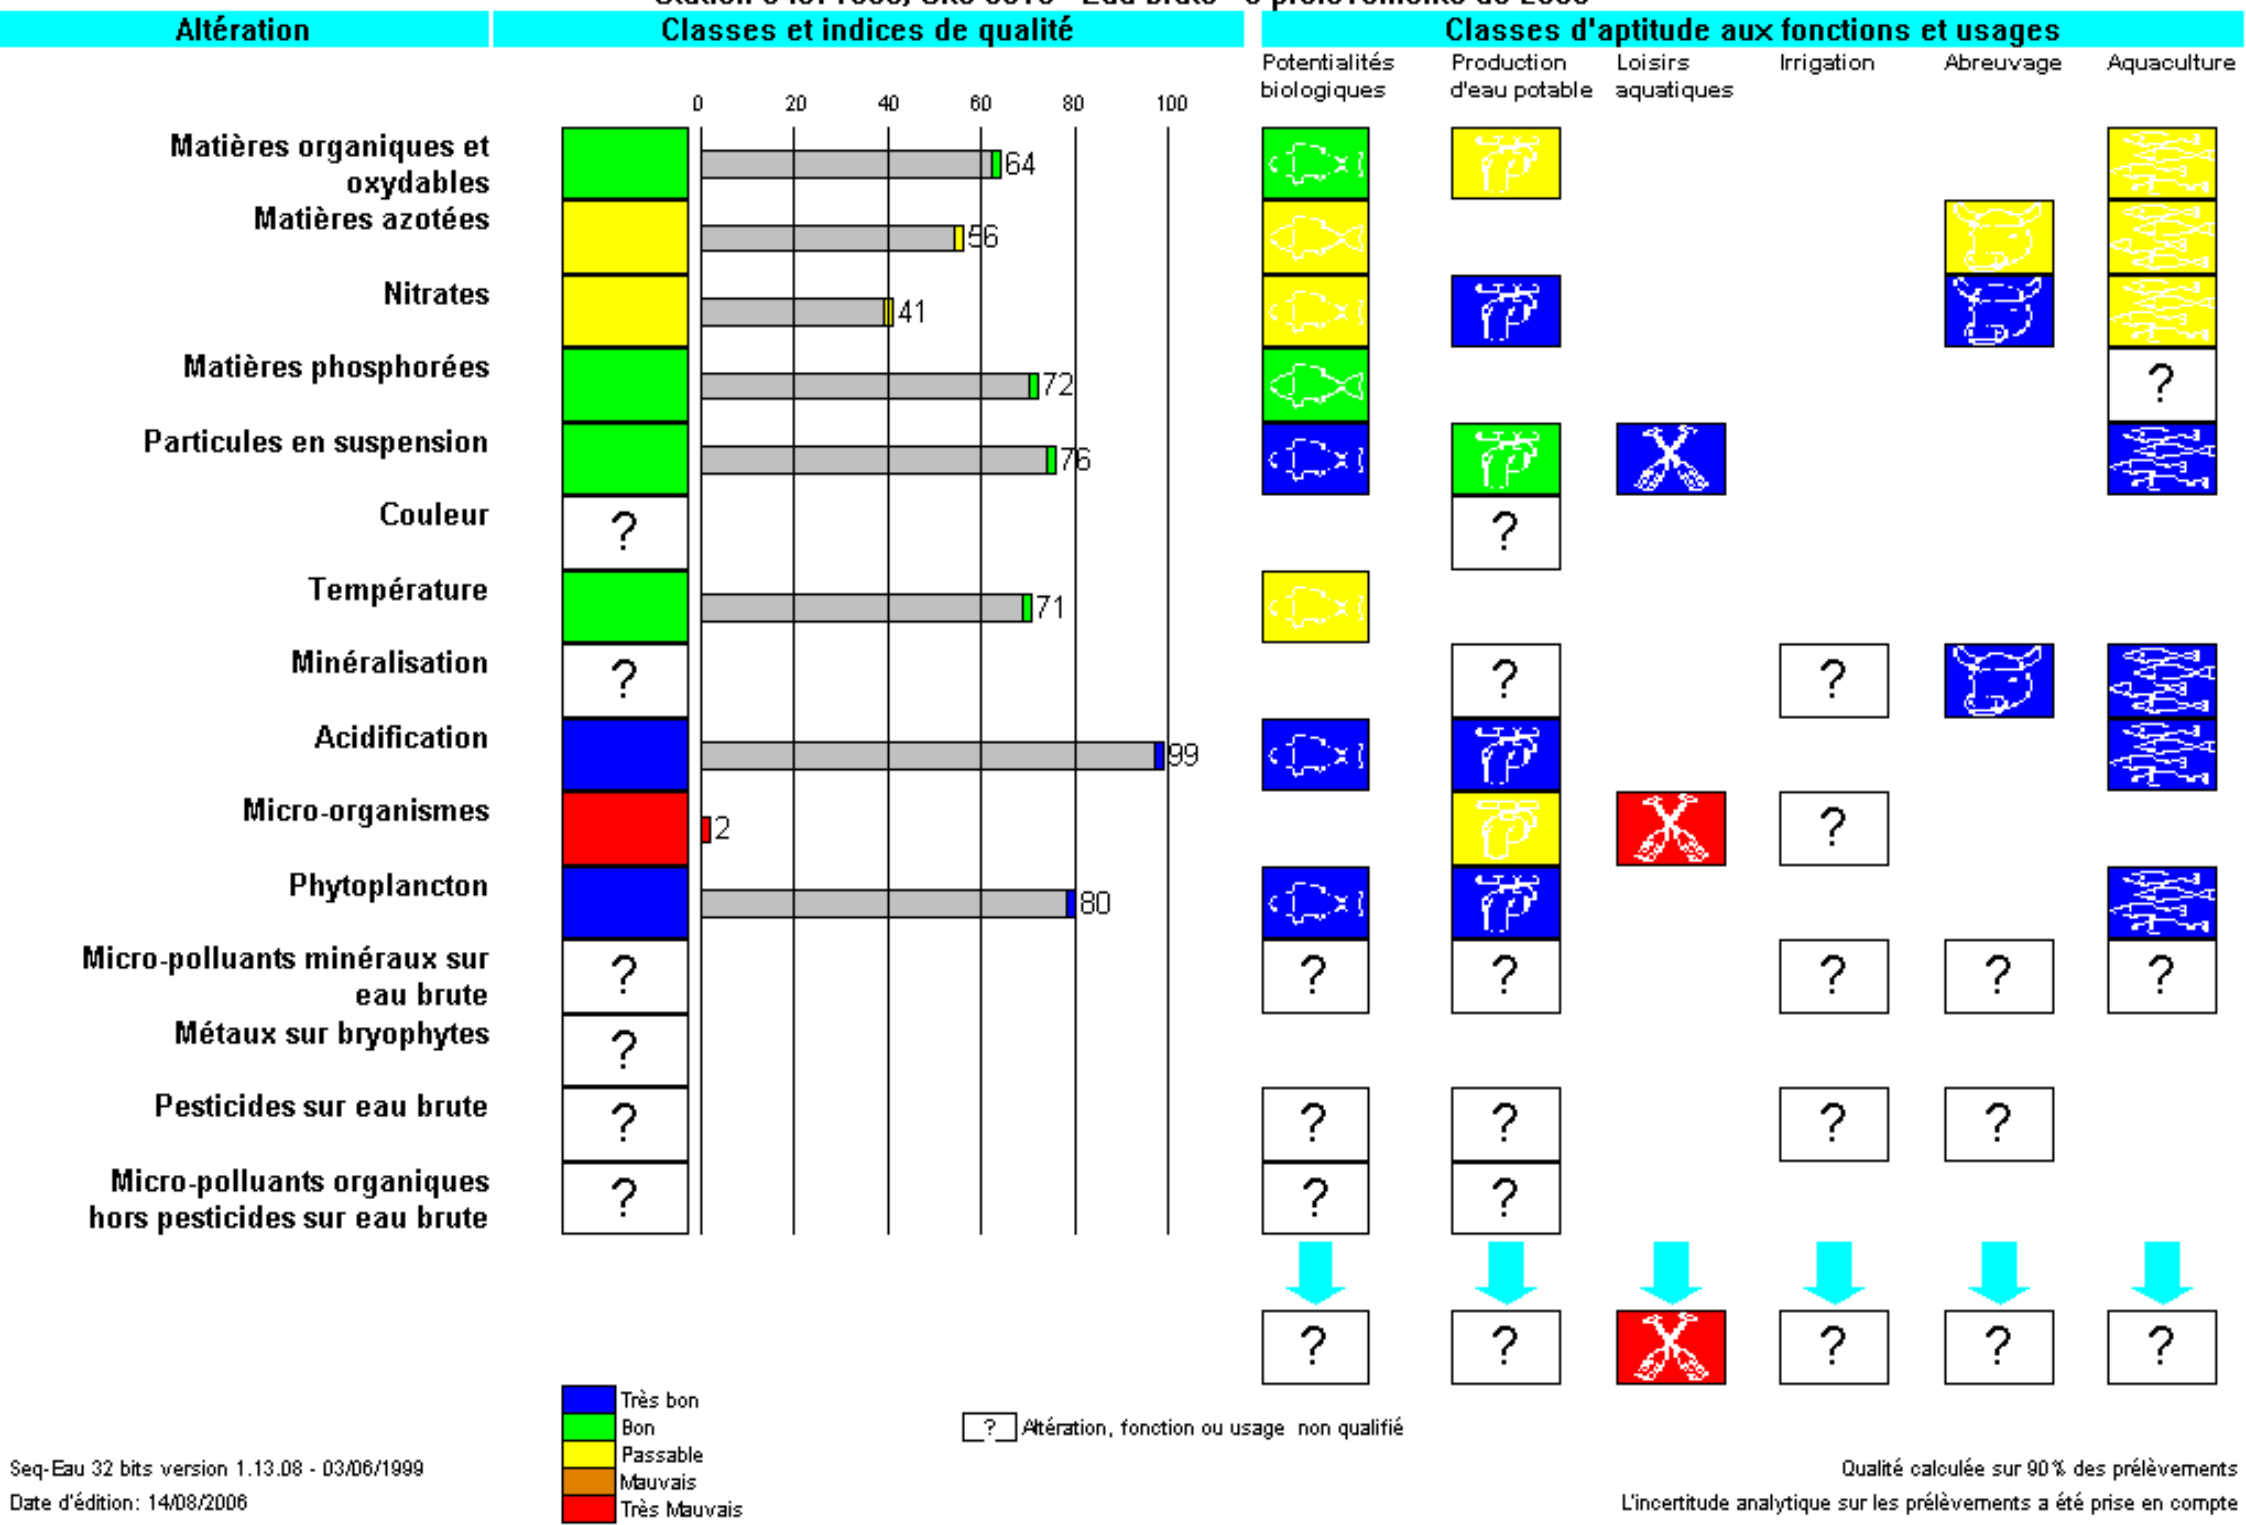 Altération
Classes et indices de qualité
Classes d'aptitude aux fonctions et usages
Potentialités
biologiques
Production
d'eau potable
Loisirs
aquatiques
Irrigation
Abreuvage
Aquaculture
0 20 40 60 80 100
Matières organiques et
oxydables
64
Matières azotées
56
Nitrates
41
Matières phosphorées
72
?
Particules en suspension
76
Couleur
? ?
Température
71
Minéralisation
? ? ?
Acidification
99
Micro-organismes
2
?
Phytoplancton
80
Micro-polluants minéraux sur
eau brute
? ? ? ? ? ?
Métaux sur bryophytes
?
Pesticides sur eau brute
? ? ? ? ?
Micro-polluants organiques
hors pesticides sur eau brute
? ? ?
? ? ? ? ?
Très bon
Bon
Passable
Mauvais
Très Mauvais
? Altération, fonction ou usage non qualifié
Seq-Eau 32 bits version 1.13.08 - 03/06/1999
Date d'édition: 14/08/2006
Qualité calculée sur 90% des prélèvements
L'incertitude analytique sur les prélèvements a été prise en compte